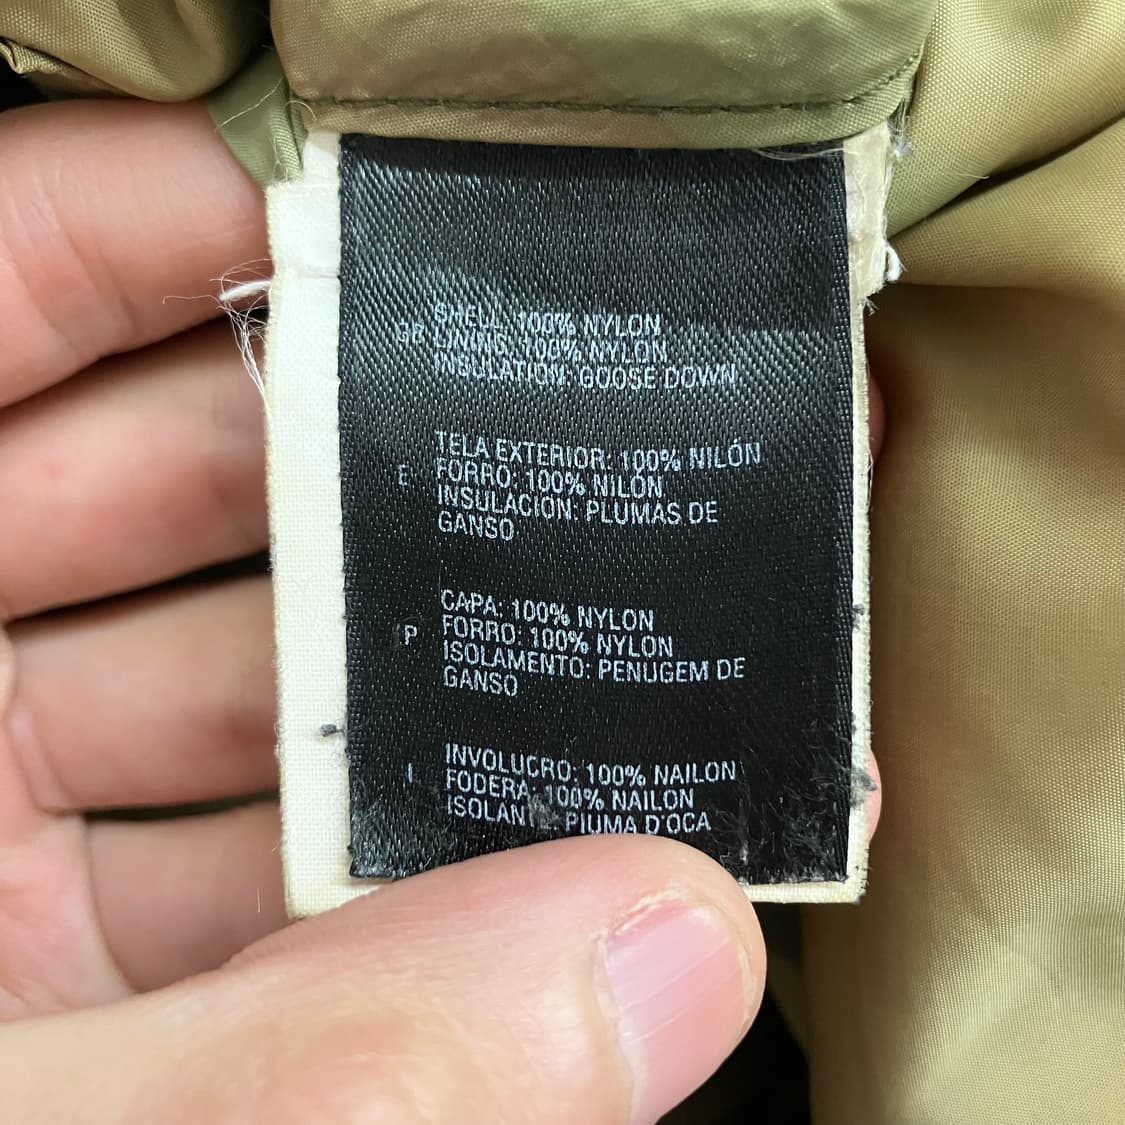 SHELL: 100% NYLON
GB LINING: 100% NYLON
INSULATION: GOOSE DOWN
TELA EXTERIOR: 100% NILÓN
E FORRO: 100% NILÓN
INSULACIÓN: PLUMAS DE
GANSO
CAPA: 100% NYLON
P FORRO: 100% NYLON
ISOLAMENTO: PENUGEM DE
GANSO
INVOLUCRO: 100% NAILON
I FODERA: 100% NAILON
ISOLANTE: PIUMA D'OCA